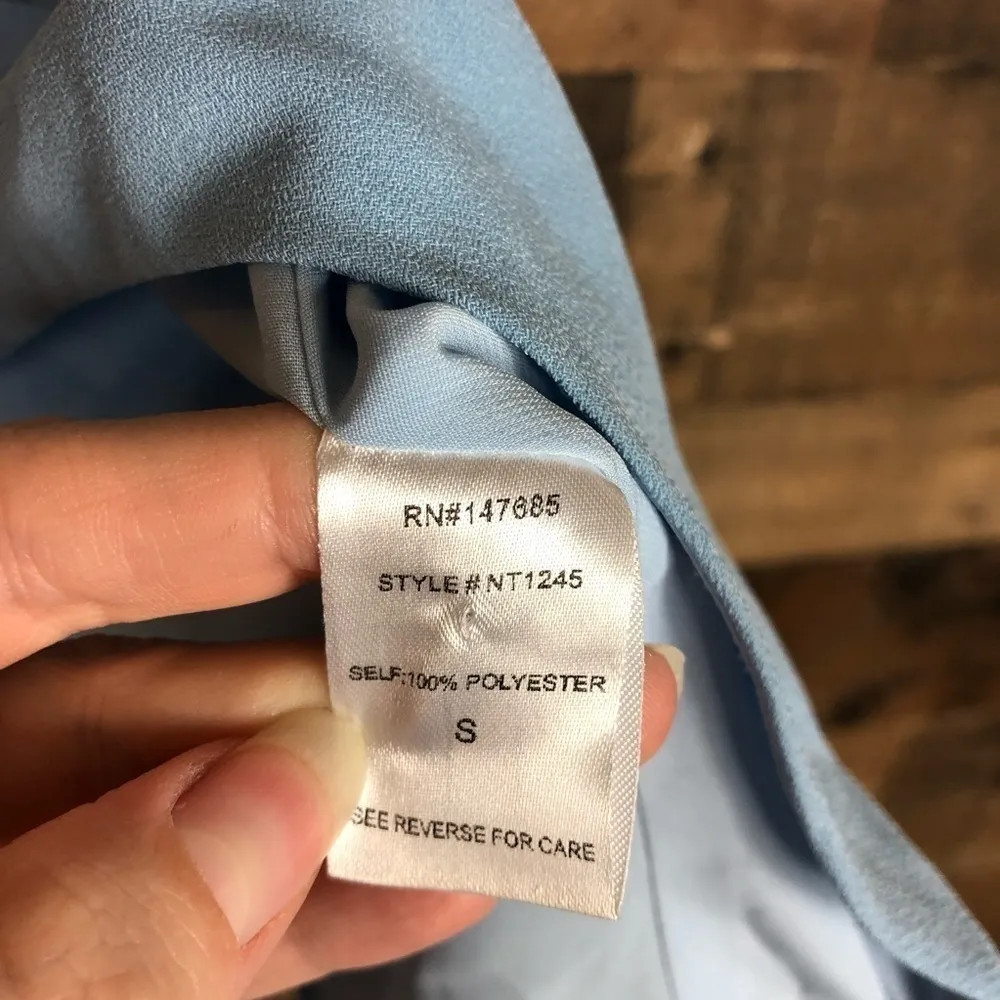 RN#147685
STYLE # NT1245
SELF:100% POLYESTER
S
SEE REVERSE FOR CARE